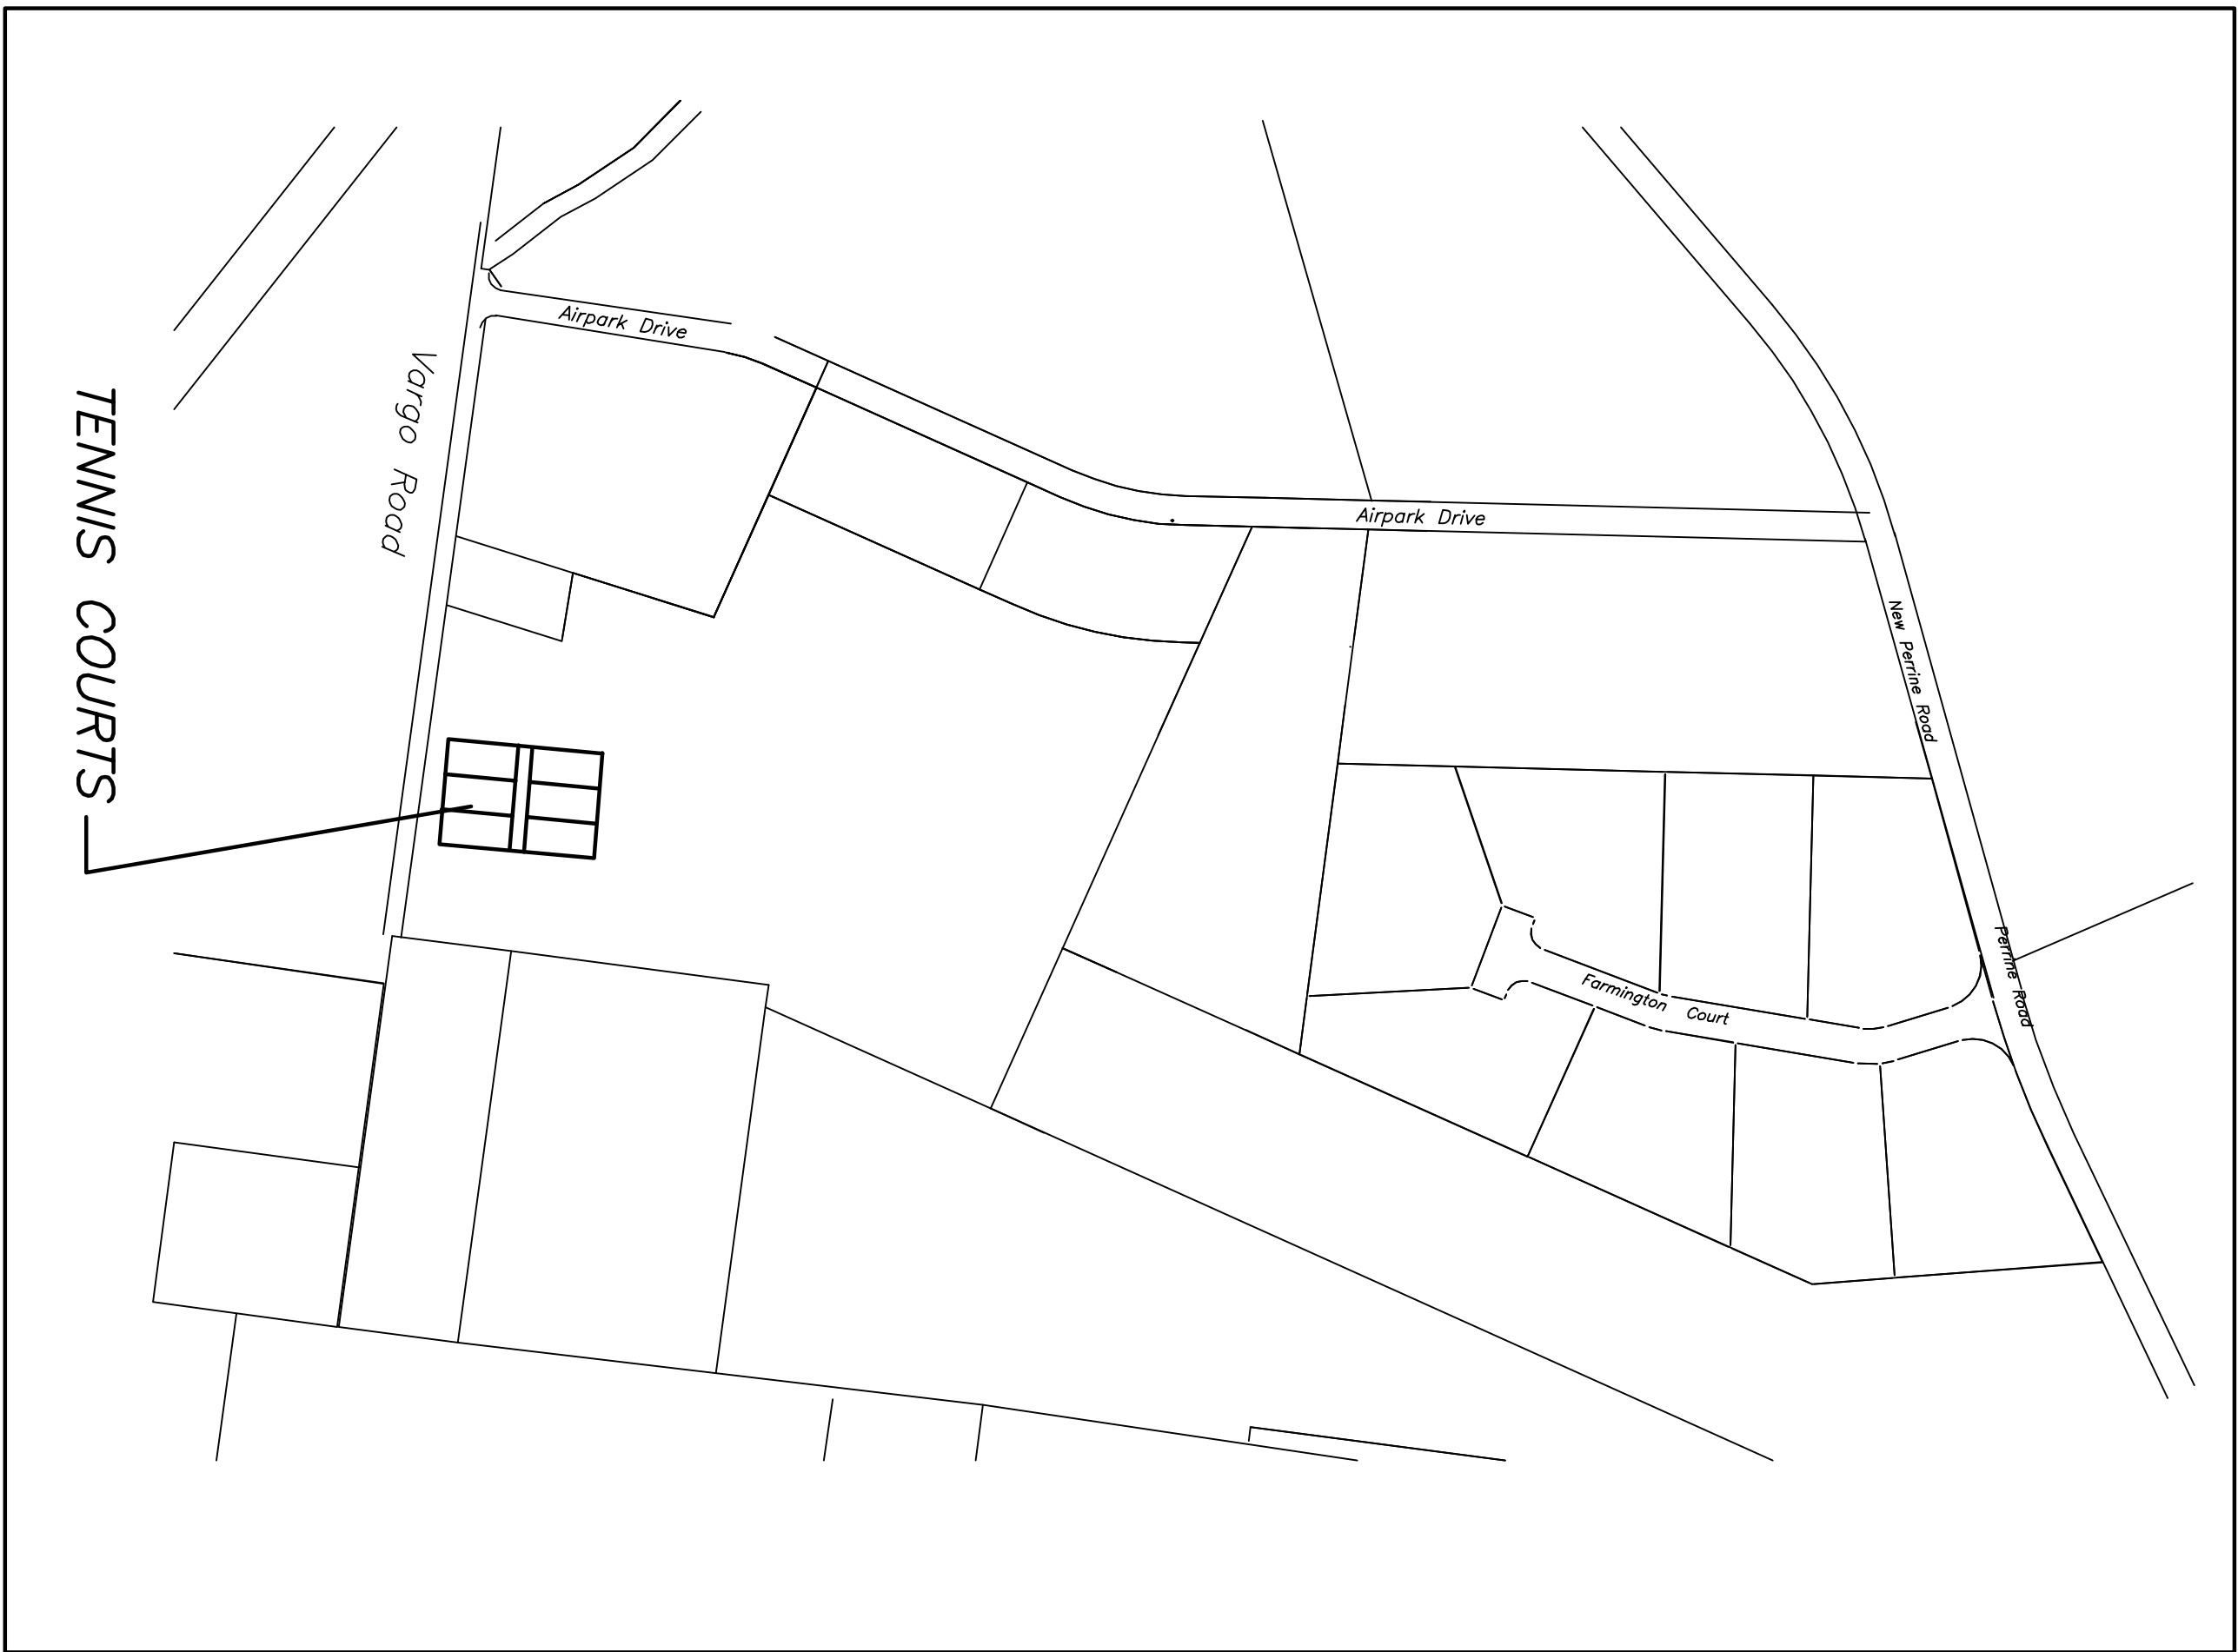 Airpark Drive
Vargo Road
TENNIS COURTS
Airpark Drive
New Perrine Road
Perrine Road
Farmington Court